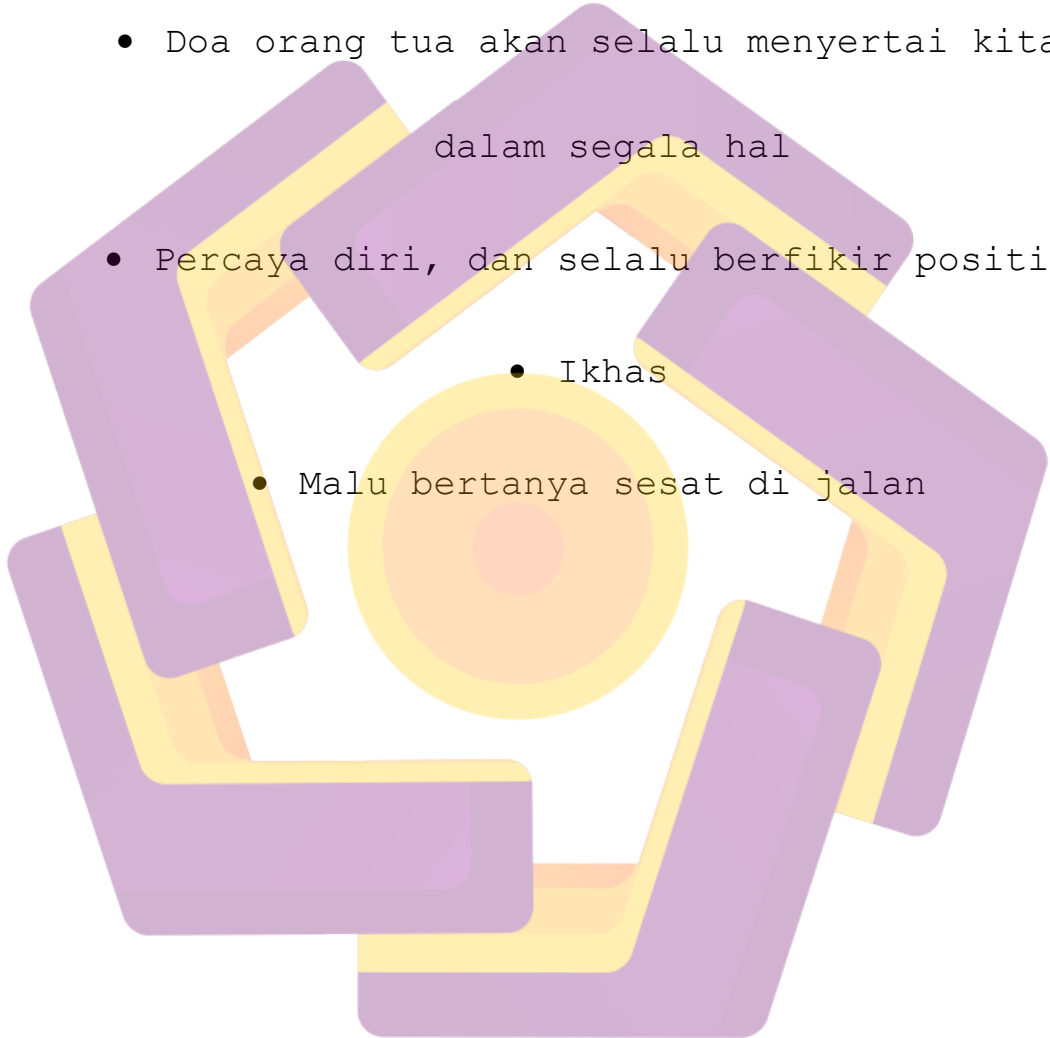 • Doa orang tua akan selalu menyertai kita
dalam segala hal
• Percaya diri, dan selalu berfikir positi
• Ikhas
• Malu bertanya sesat di jalan